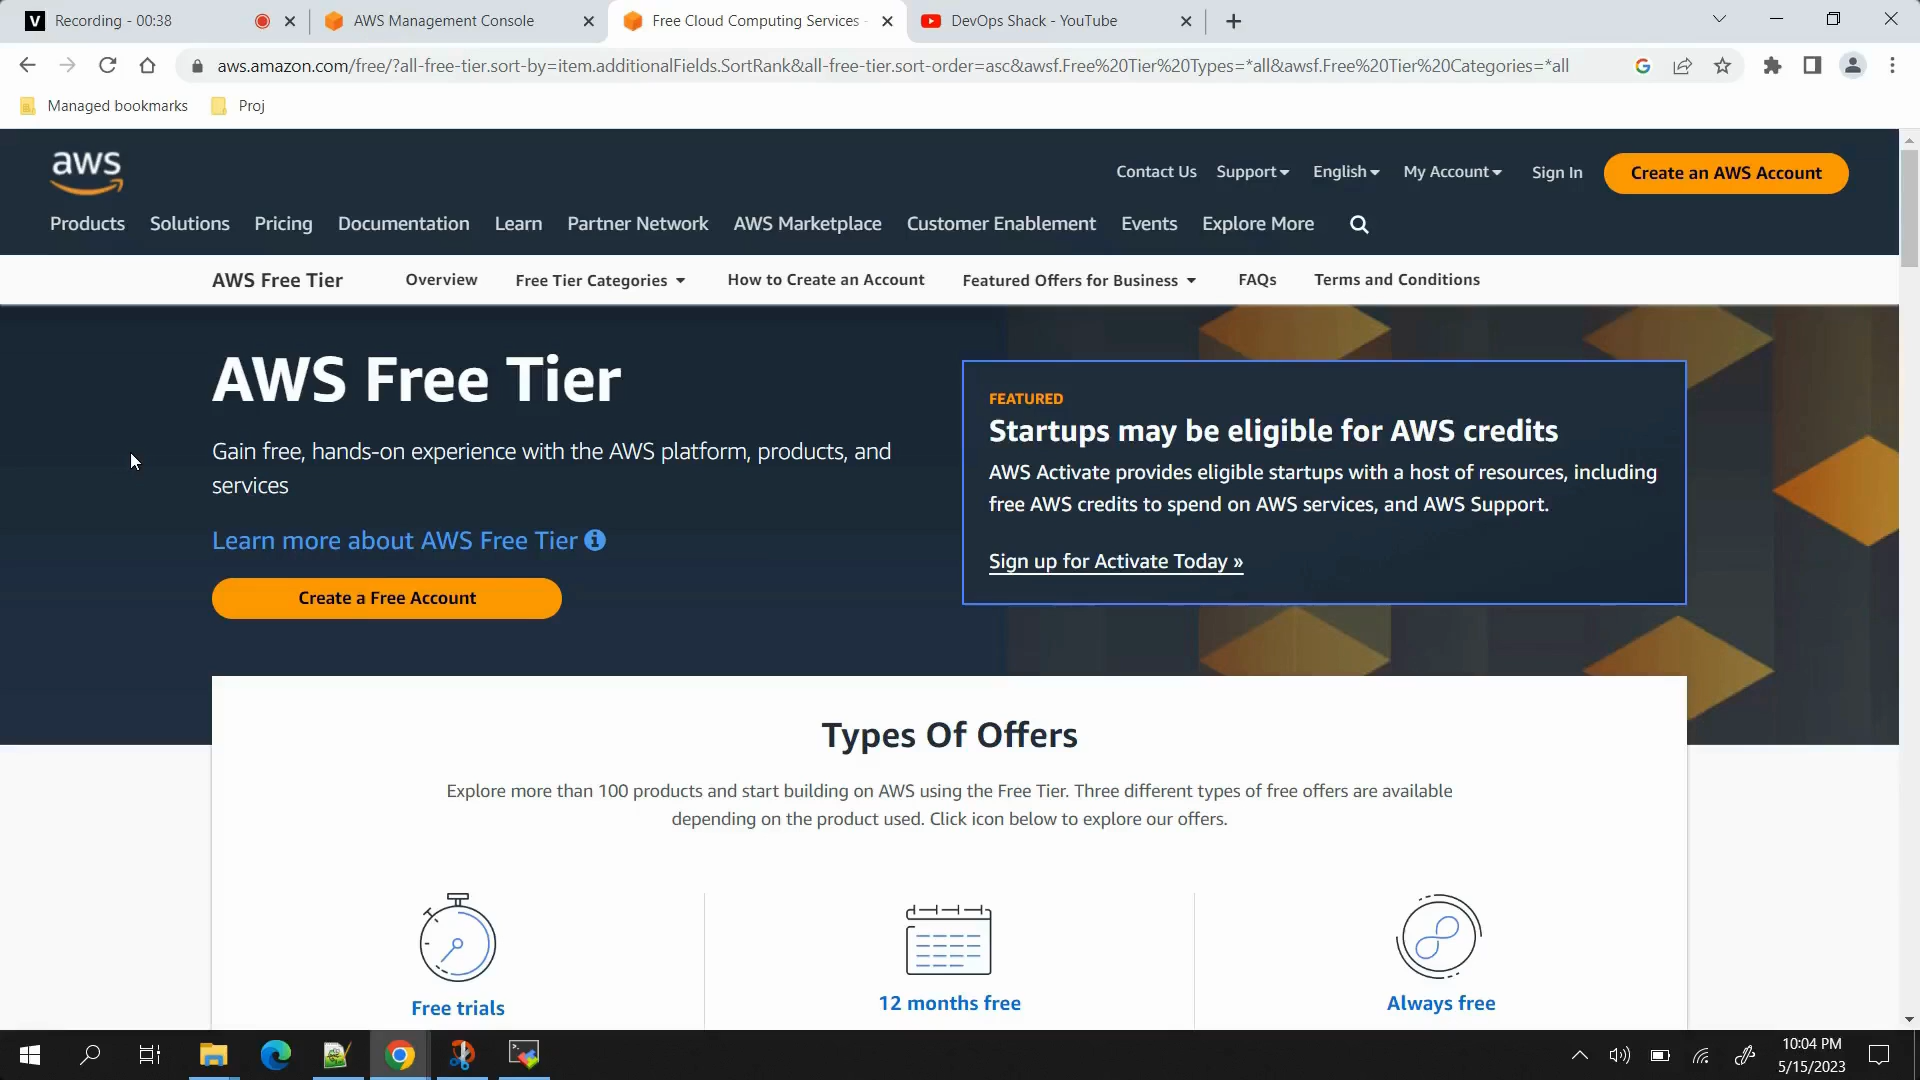 V Recording - 00:38
AWS Management Console
Free Cloud Computing Services -
DevOps Shack - YouTube
aws.amazon.com/free/?all-free-tier.sort-by=item.additionalFields.SortRank&all-free-tier.sort-order=asc&awsf.Free%20Tier%20Types=*all&awsf.Free%20Tier%20Categories=*all
Managed bookmarks
Proj
aws
Contact Us
Support
English
My Account
Sign In
Create an AWS Account
Products
Solutions
Pricing
Documentation
Learn
Partner Network
AWS Marketplace
Customer Enablement
Events
Explore More
AWS Free Tier
Overview
Free Tier Categories
How to Create an Account
Featured Offers for Business
FAQs
Terms and Conditions
AWS Free Tier
Gain free, hands-on experience with the AWS platform, products, and
services
Learn more about AWS Free Tier
Create a Free Account
FEATURED
Startups may be eligible for AWS credits
AWS Activate provides eligible startups with a host of resources, including
free AWS credits to spend on AWS services, and AWS Support.
Sign up for Activate Today »
Types Of Offers
Explore more than 100 products and start building on AWS using the Free Tier. Three different types of free offers are available
depending on the product used. Click icon below to explore our offers.
Free trials
12 months free
Always free
10:04 PM
5/15/2023